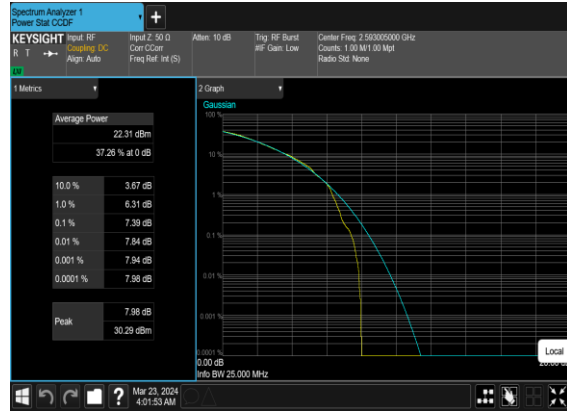 Spectrum Analyzer 1
Power Stat CCDF
KEYSIGHT
R T
Input: RF
Coupling: DC
Align: Auto
Input Z: 50 Ω
Corr CCorr
Freq Ref: Int (S)
Atten: 10 dB
Trig: RF Burst
#IF Gain: Low
Center Freq: 2.593005000 GHz
Counts: 1.00 M/1.00 Mpt
Radio Std: None
1 Metrics
Average Power
22.31 dBm
37.26 % at 0 dB
10.0 % 3.67 dB
1.0 % 6.31 dB
0.1 % 7.39 dB
0.01 % 7.84 dB
0.001 % 7.94 dB
0.0001 % 7.98 dB
Peak
7.98 dB
30.29 dBm
2 Graph
Gaussian
100 %
10 %
1 %
0.1 %
0.01 %
0.001 %
0.0001 %
0.00 dB
Info BW 25.000 MHz
Local
?
Mar 23, 2024
4:01:53 AM